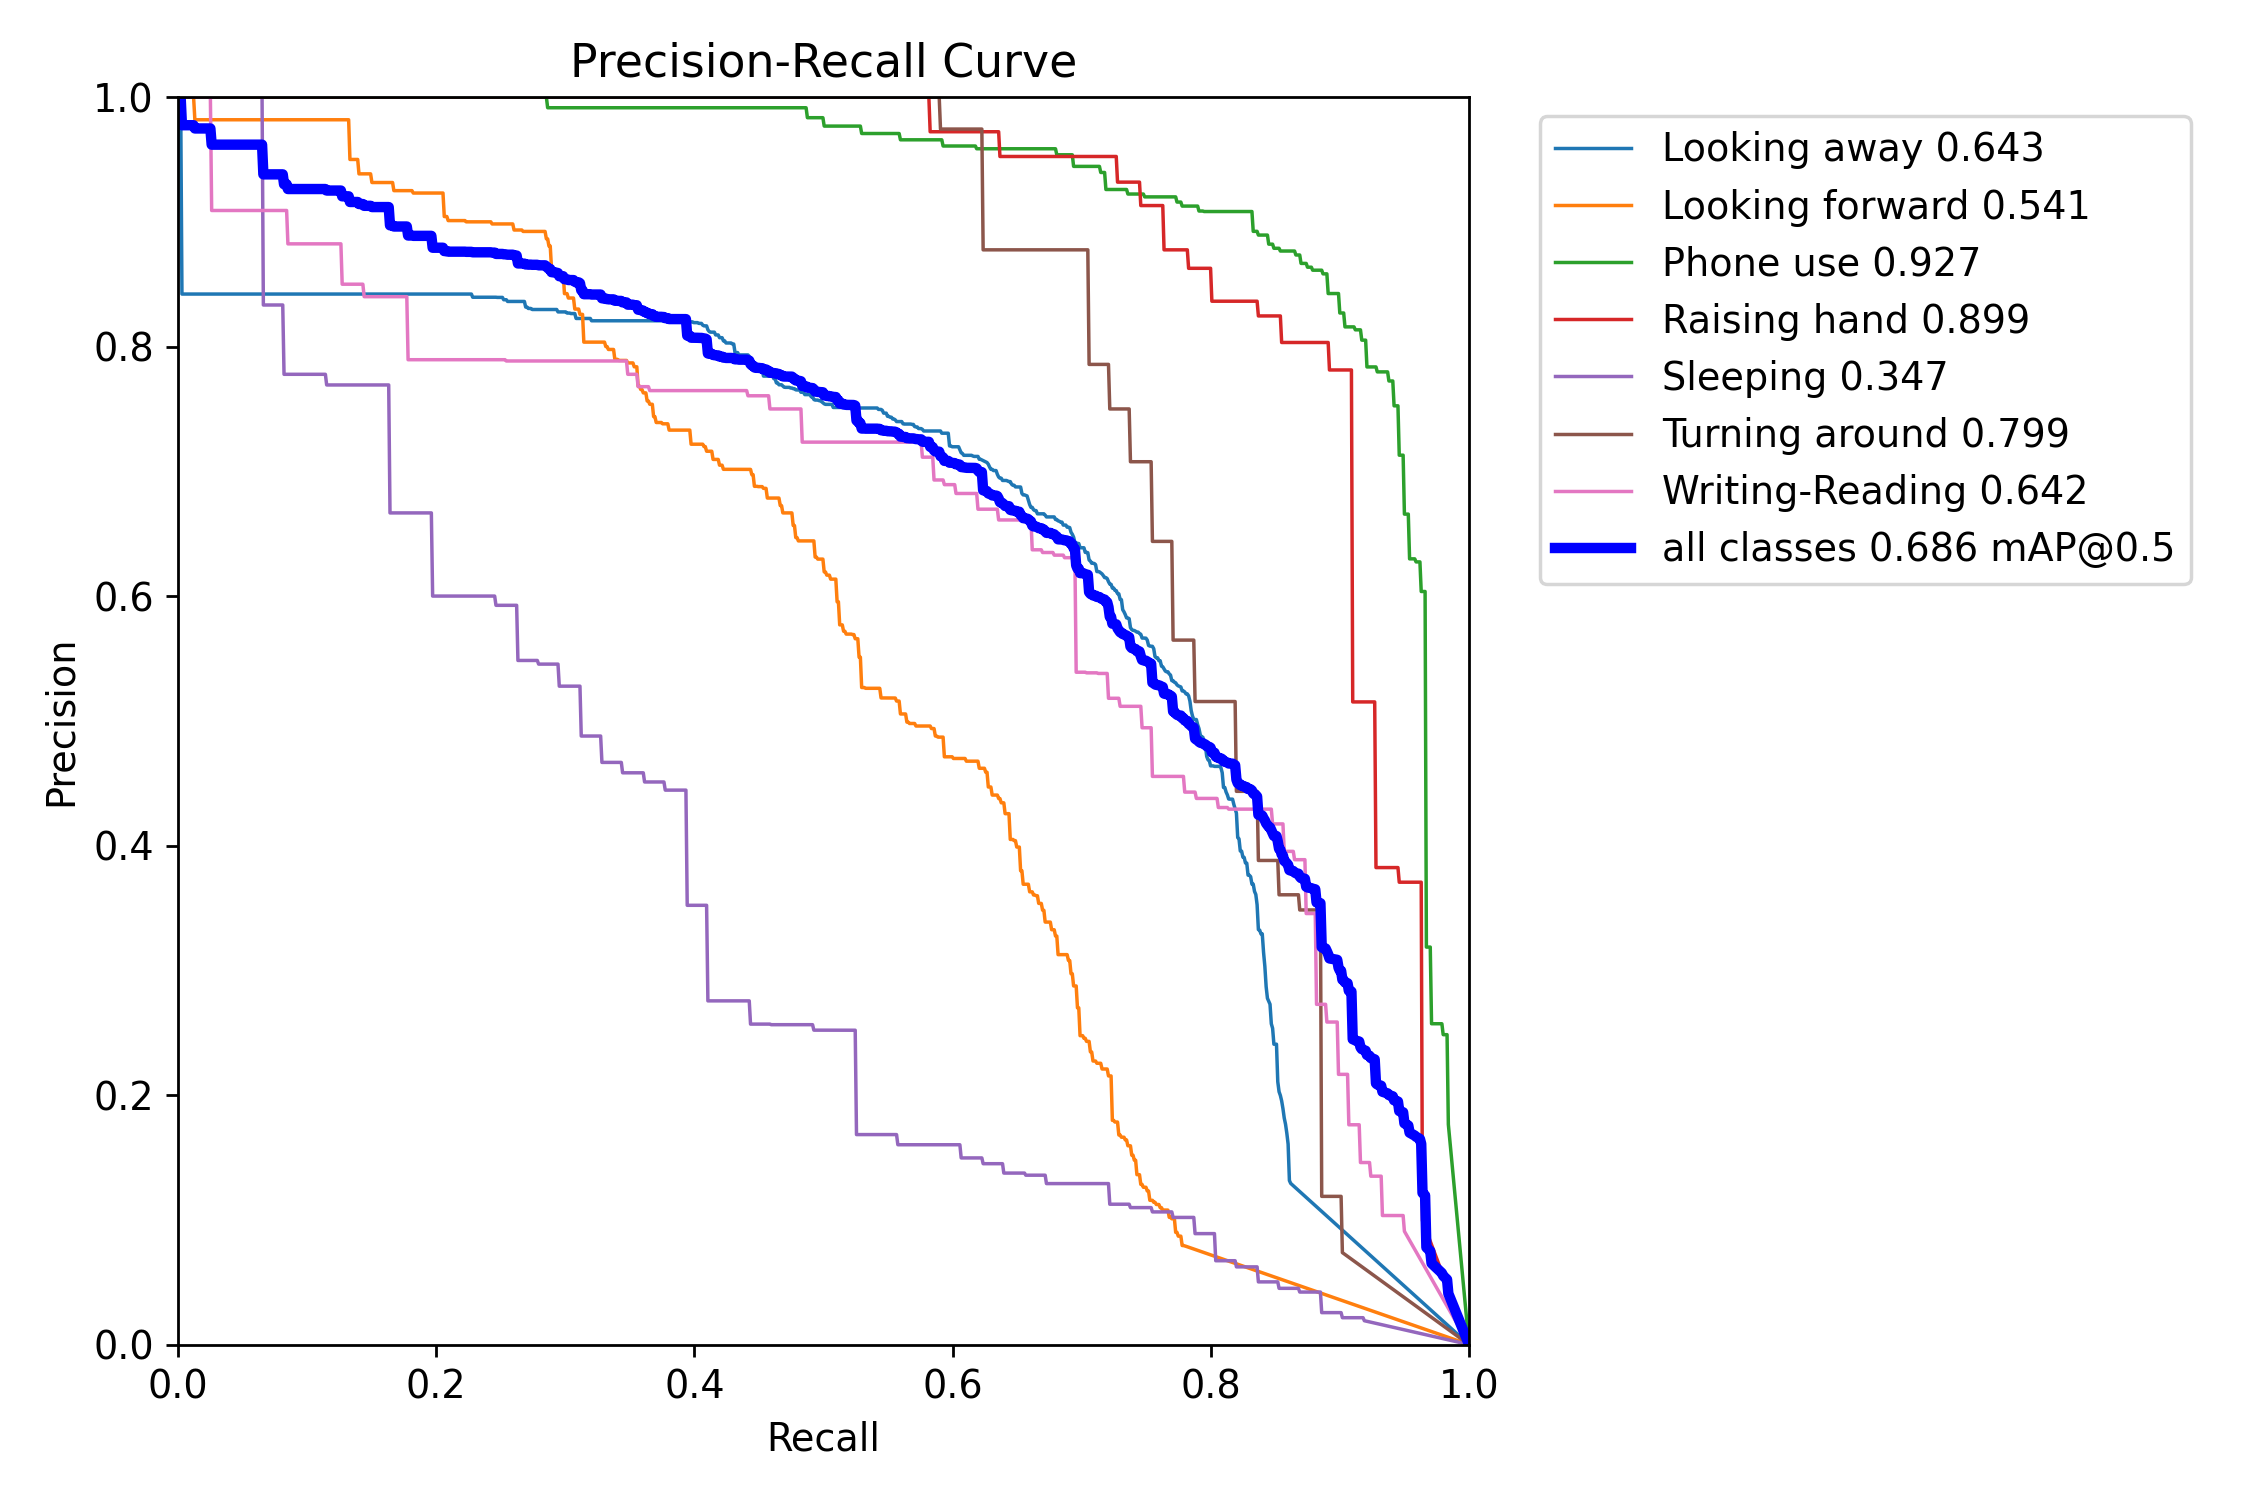 Precision-Recall Curve
1.0
0.8
0.6
0.4
0.2
0.0
Precision
0.0 0.2 0.4 0.6 0.8 1.0
Recall
Looking away 0.643
Looking forward 0.541
Phone use 0.927
Raising hand 0.899
Sleeping 0.347
Turning around 0.799
Writing-Reading 0.642
all classes 0.686 mAP@0.5